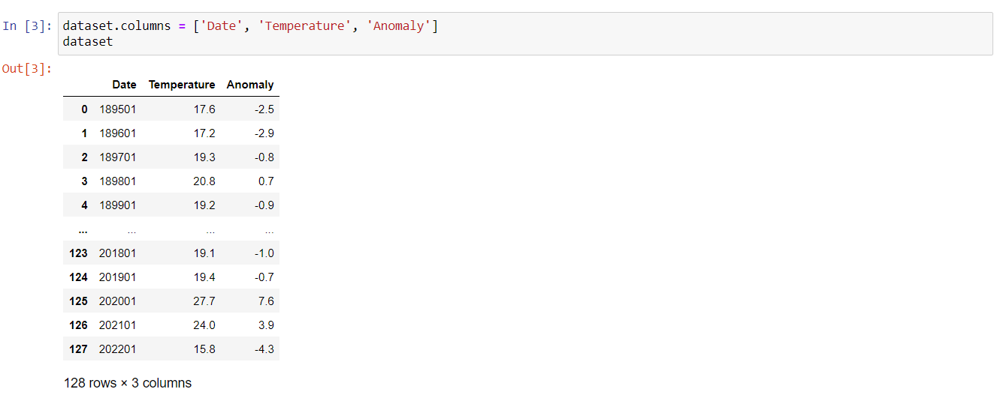 In [3]: dataset.columns = ['Date', 'Temperature', 'Anomaly']
dataset
Out[3]:
Date Temperature Anomaly
0 189501 17.6 -2.5
1 189601 17.2 -2.9
2 189701 19.3 -0.8
3 189801 20.8 0.7
4 189901 19.2 -0.9
... ... ... ...
123 201801 19.1 -1.0
124 201901 19.4 -0.7
125 202001 27.7 7.6
126 202101 24.0 3.9
127 202201 15.8 -4.3
128 rows × 3 columns